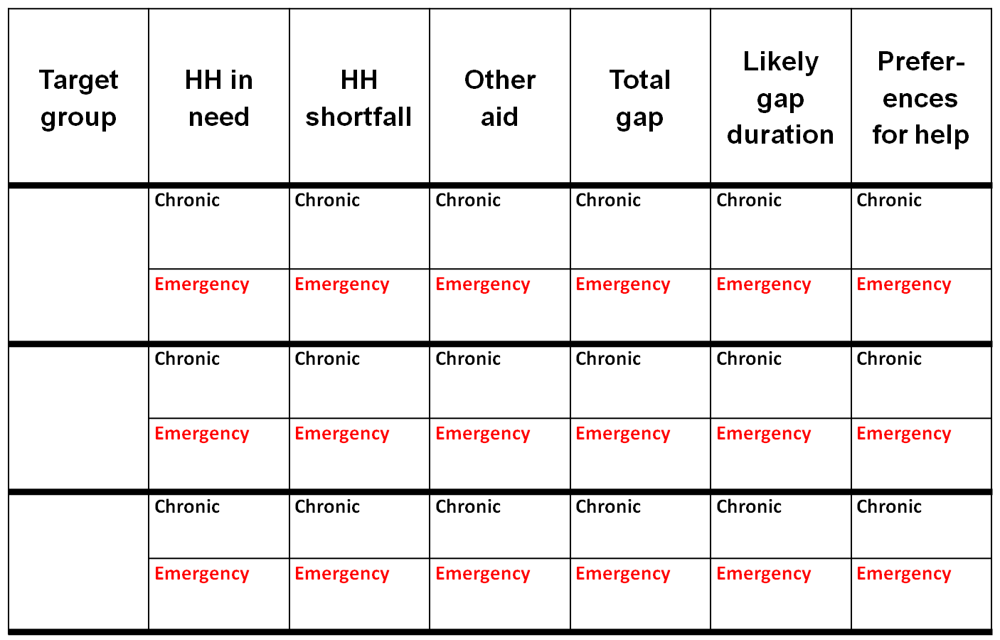 Target
group
HH in
need
HH
shortfall
Other
aid
Total
gap
Likely
gap
duration
Prefer-
ences
for help
Chronic Chronic Chronic Chronic Chronic Chronic
Emergency Emergency Emergency Emergency Emergency Emergency
Chronic Chronic Chronic Chronic Chronic Chronic
Emergency Emergency Emergency Emergency Emergency Emergency
Chronic Chronic Chronic Chronic Chronic Chronic
Emergency Emergency Emergency Emergency Emergency Emergency